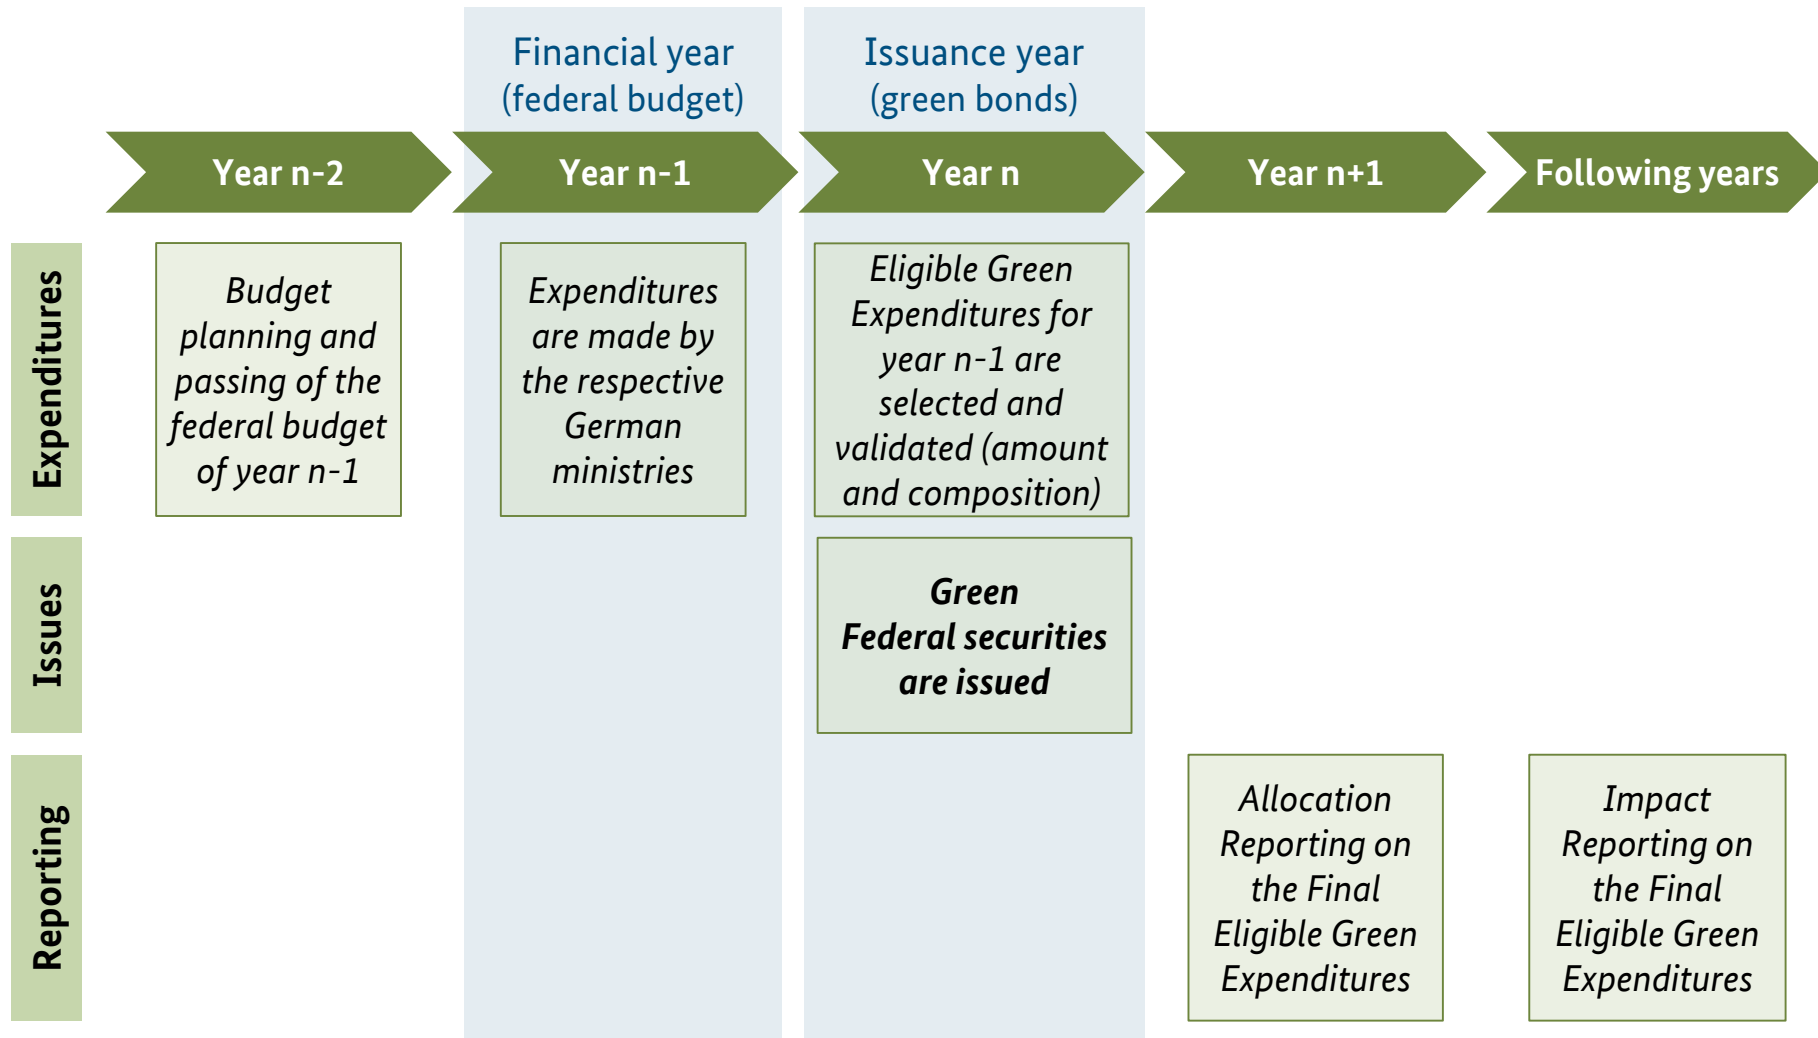 Financial year
(federal budget)
Issuance year
(green bonds)
Year n-2
Year n-1
Year n
Year n+1
Following years
Expenditures
Budget
planning and
passing of the
federal budget
of year n-1
Expenditures
are made by
the respective
German
ministries
Eligible Green
Expenditures for
year n-1 are
selected and
validated (amount
and composition)
Issues
Green
Federal securities
are issued
Reporting
Allocation
Reporting on
the Final
Eligible Green
Expenditures
Impact
Reporting on
the Final
Eligible Green
Expenditures